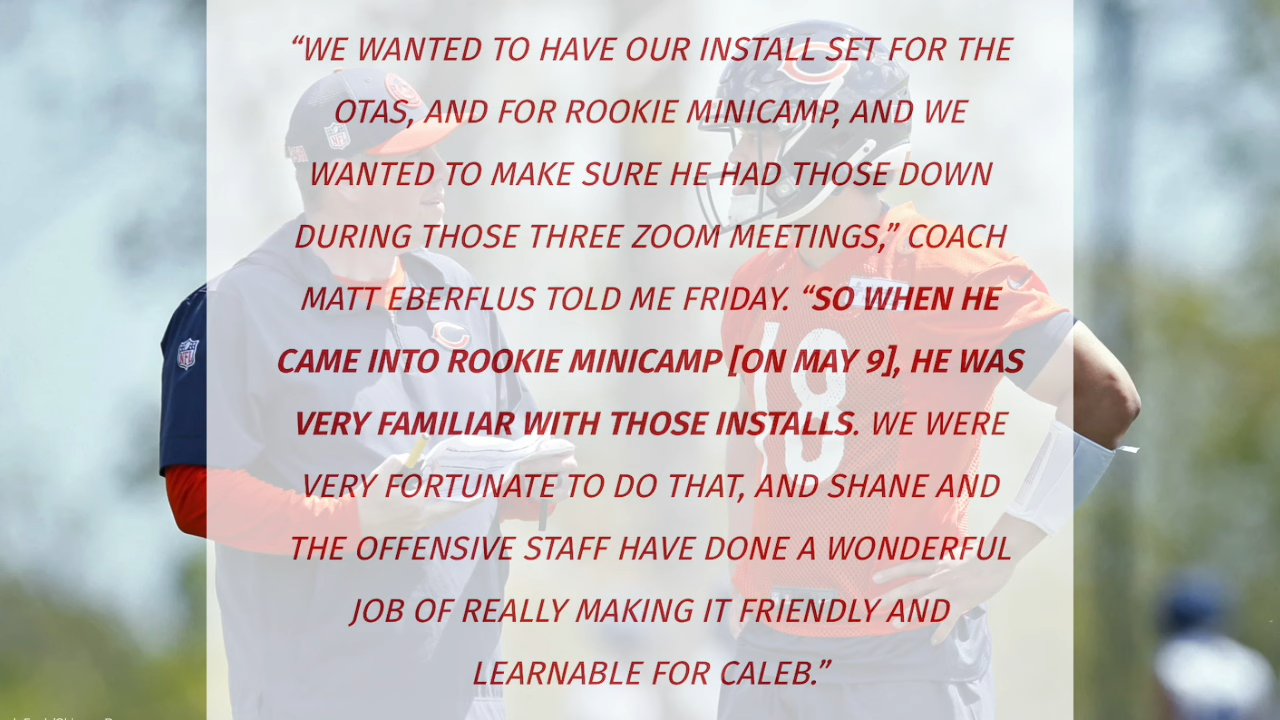 “WE WANTED TO HAVE OUR INSTALL SET FOR THE
OTAS, AND FOR ROOKIE MINICAMP, AND WE
WANTED TO MAKE SURE HE HAD THOSE DOWN
DURING THOSE THREE ZOOM MEETINGS,” COACH
MATT EBERFLUS TOLD ME FRIDAY. “SO WHEN HE
CAME INTO ROOKIE MINICAMP [ON MAY 9], HE WAS
VERY FAMILIAR WITH THOSE INSTALLS. WE WERE
VERY FORTUNATE TO DO THAT, AND SHANE AND
THE OFFENSIVE STAFF HAVE DONE A WONDERFUL
JOB OF REALLY MAKING IT FRIENDLY AND
LEARNABLE FOR CALEB.”
NFL
NFL
18